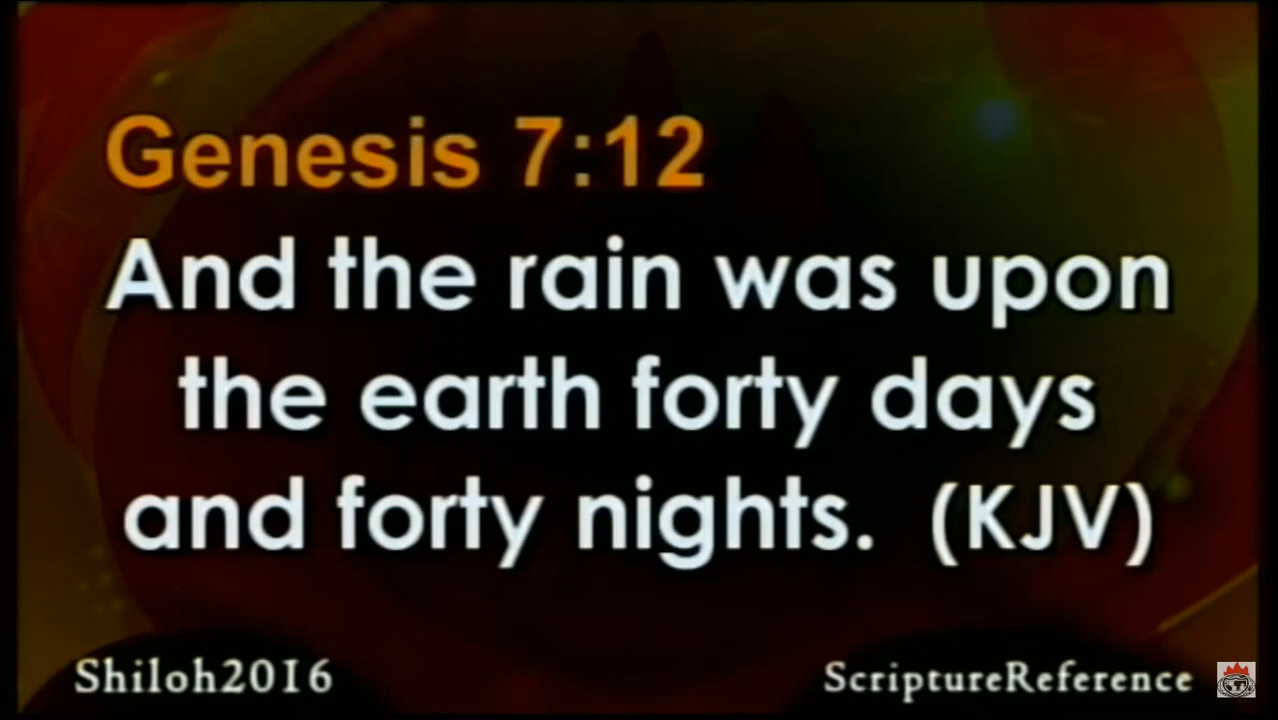 Genesis 7:12
And the rain was upon
the earth forty days
and forty nights. (KJV)
Shiloh2016
ScriptureReference